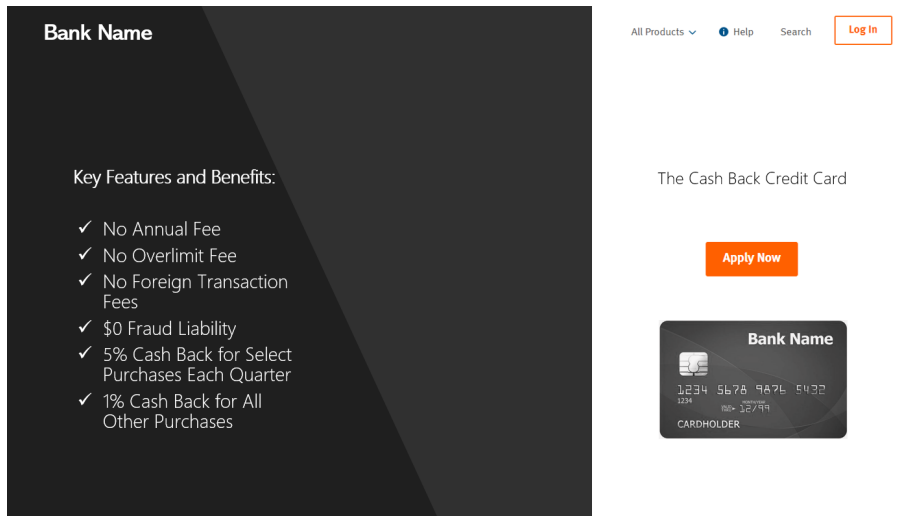 Bank Name
All Products
Help
Search
Log In
Key Features and Benefits:
No Annual Fee
No Overlimit Fee
No Foreign Transaction
Fees
$0 Fraud Liability
5% Cash Back for Select
Purchases Each Quarter
1% Cash Back for All
Other Purchases
The Cash Back Credit Card
Apply Now
Bank Name
1234 5678 9876 5432
1234
MONTH/YEAR
12/99
CARDHOLDER